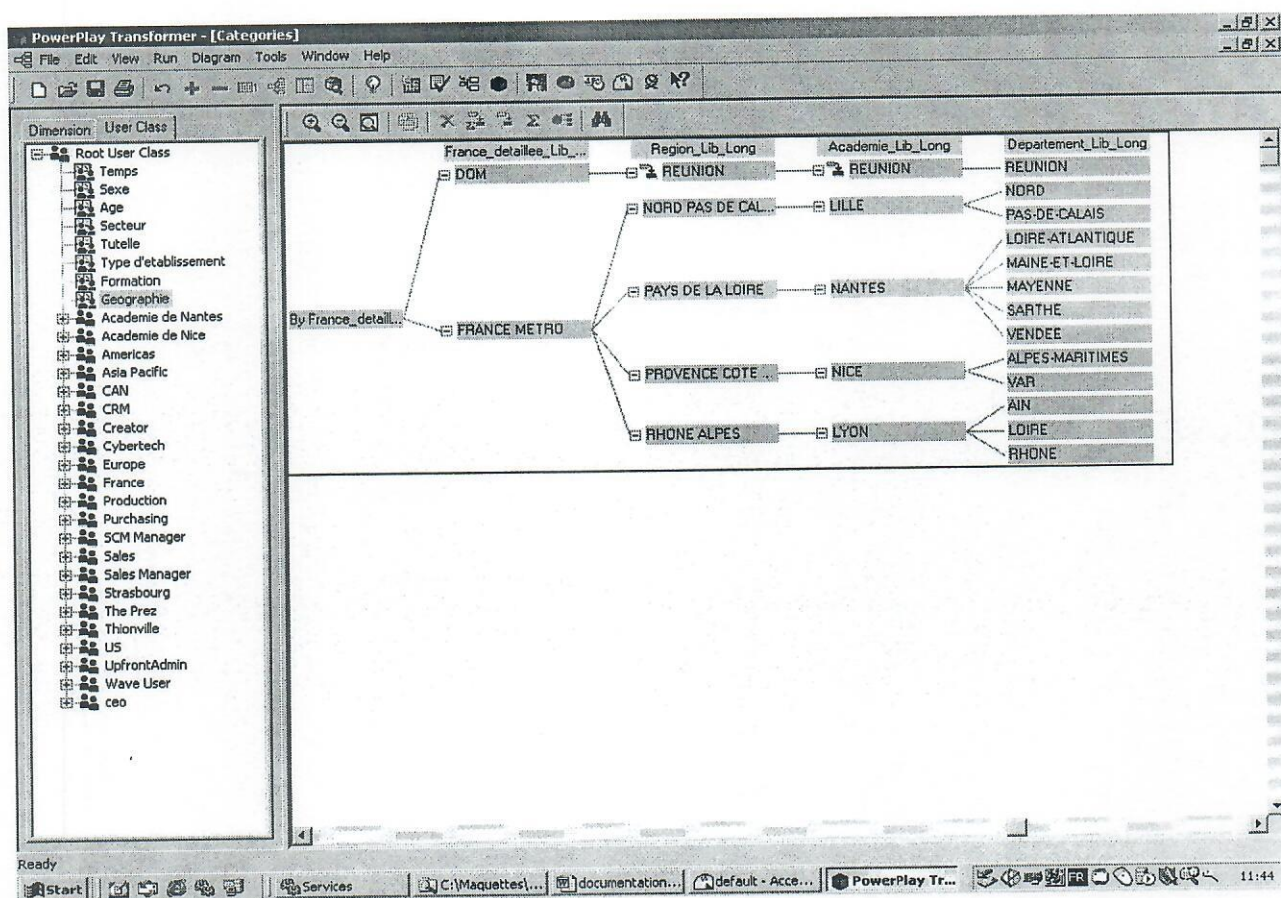 PowerPlay Transformer - [Categories]
File Edit View Run Diagram Tools Window Help
Dimension User Class
Root User Class
Temps
Sexe
Age
Secteur
Tutelle
Type d'etablissement
Formation
Geographie
Academie de Nantes
Academie de Nice
Americas
Asia Pacific
CAN
CRM
Creator
Cybertech
Europe
France
Production
Purchasing
SCM Manager
Sales
Sales Manager
Strasbourg
The Prez
Thionville
US
UpfrontAdmin
Wave User
ceo
France_detaillee_Lib_... Region_Lib_Long Academie_Lib_Long Departement_Lib_Long
DOM REUNION REUNION REUNION
NORD PAS DE CAL... LILLE NORD
PAS-DE-CALAIS
LOIRE-ATLANTIQUE
MAINE-ET-LOIRE
PAYS DE LA LOIRE NANTES MAYENNE
SARTHE
By France_detaill... FRANCE METRO VENDEE
ALPES-MARITIMES
PROVENCE COTE ... NICE VAR
AIN
RHONE ALPES LYON LOIRE
RHONE
Ready
Start Services C:\Maquettes\... documentation... default - Acce... PowerPlay Tr... FR 11:44